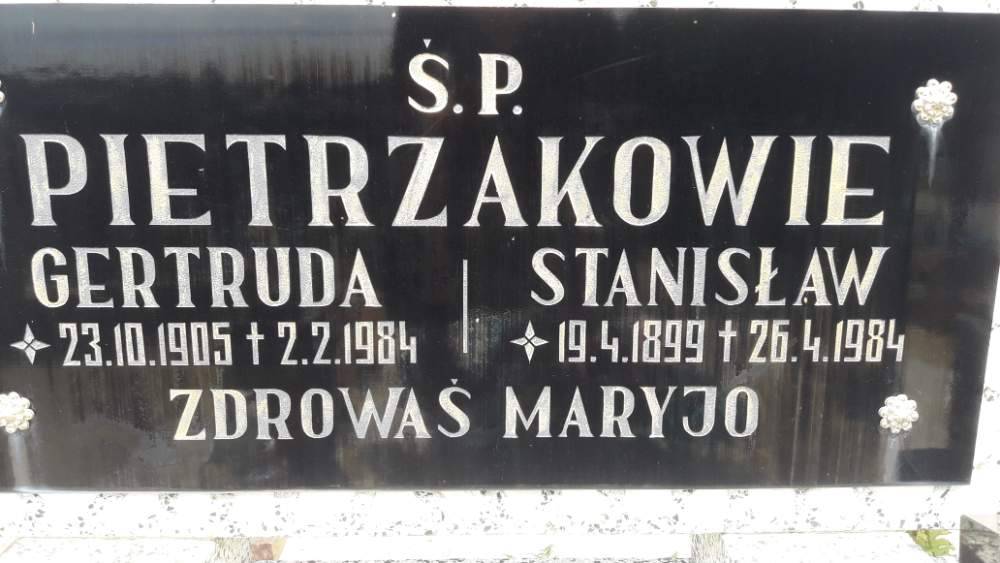 Ś.P.
PIETRZAKOWIE
GERTRUDA | STANISŁAW
23.10.1905 † 2.2.1984 | 19.4.1899 † 26.4.1984
ZDROWAŚ MARYJO